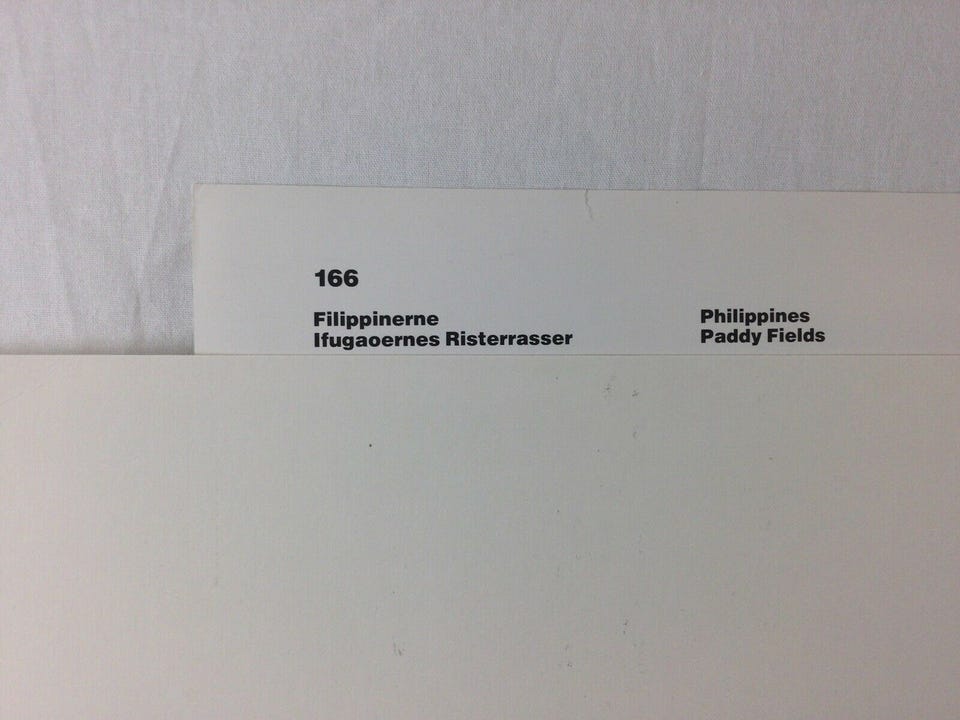 166
Filippinerne
Ifugaoernes Risterrasser
Philippines
Paddy Fields